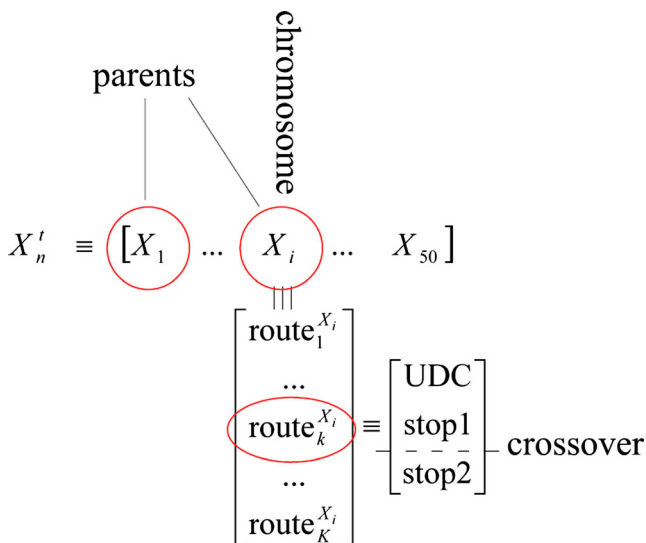 chromosome
parents
X_n^t ≡ [X_1 ... X_i ... X_50]
route_1^{X_i}
...
route_k^{X_i} ≡
...
route_K^{X_i}
UDC
stop1
stop2
crossover